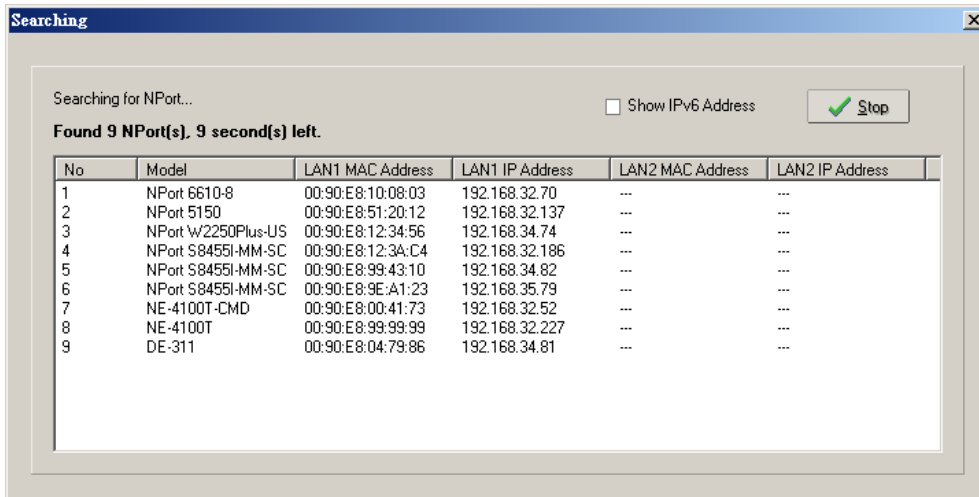 Searching
Searching for NPort...
Show IPv6 Address
Stop
Found 9 NPort(s), 9 second(s) left.
No Model LAN1 MAC Address LAN1 IP Address LAN2 MAC Address LAN2 IP Address
1 NPort 6610-8 00:90:E8:10:08:03 192.168.32.70 --- ---
2 NPort 5150 00:90:E8:51:20:12 192.168.32.137 --- ---
3 NPort W2250Plus-US 00:90:E8:12:34:56 192.168.34.74 --- ---
4 NPort S8455I-MM-SC 00:90:E8:12:3A:C4 192.168.32.186 --- ---
5 NPort S8455I-MM-SC 00:90:E8:99:43:10 192.168.34.82 --- ---
6 NPort S8455I-MM-SC 00:90:E8:9E:A1:23 192.168.35.79 --- ---
7 NE-4100T-CMD 00:90:E8:00:41:73 192.168.32.52 --- ---
8 NE-4100T 00:90:E8:99:99:99 192.168.32.227 --- ---
9 DE-311 00:90:E8:04:79:86 192.168.34.81 --- ---